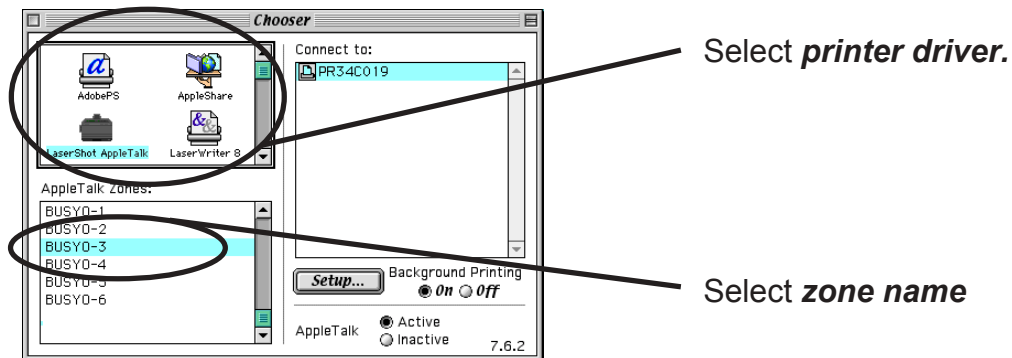 Chooser
AdobePS
AppleShare
LaserShot AppleTalk
LaserWriter 8
AppleTalk Zones:
BUSYO-1
BUSYO-2
BUSYO-3
BUSYO-4
BUSYO-5
BUSYO-6
Connect to:
PR34C019
Setup...
Background Printing
On Off
AppleTalk
Active
Inactive
7.6.2
Select printer driver.
Select zone name